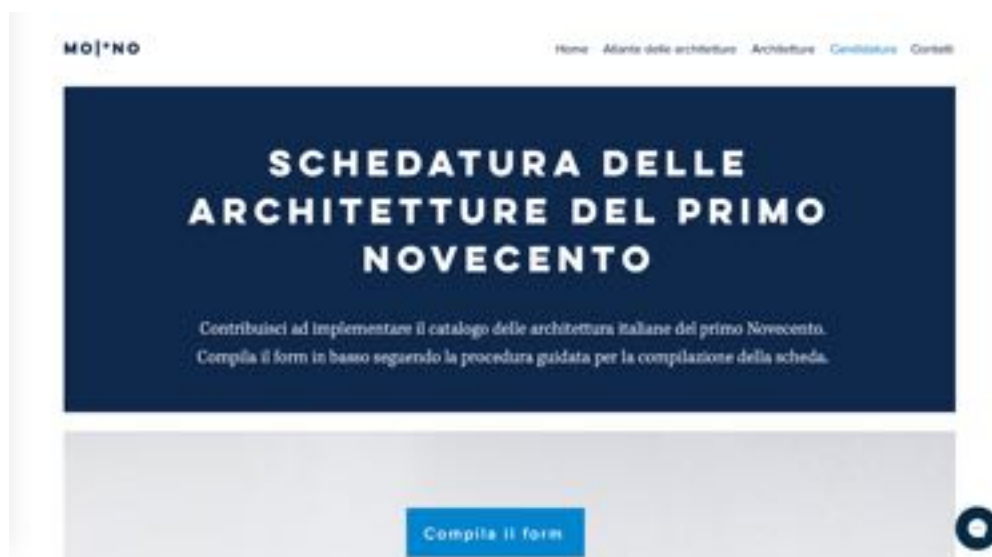 MO|*NO
Home Atlante delle architetture Architetture Candidature Contatti
SCHEDATURA DELLE
ARCHITETTURE DEL PRIMO
NOVECENTO
Contribuisci ad implementare il catalogo delle architettura italiane del primo Novecento.
Compila il form in basso seguendo la procedura guidata per la compilazione della scheda.
Compila il form